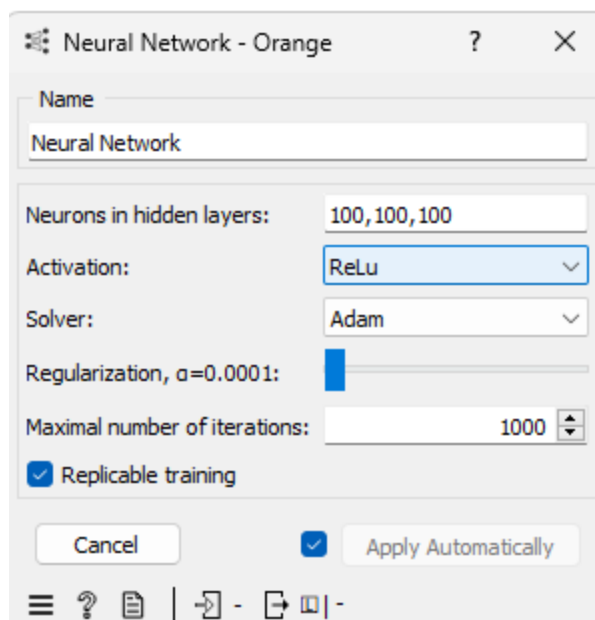 Neural Network - Orange ?
Name
Neural Network
Neurons in hidden layers: 100,100,100
Activation: ReLu
Solver: Adam
Regularization, α=0.0001:
Maximal number of iterations: 1000
Replicable training
Cancel Apply Automatically
? - -